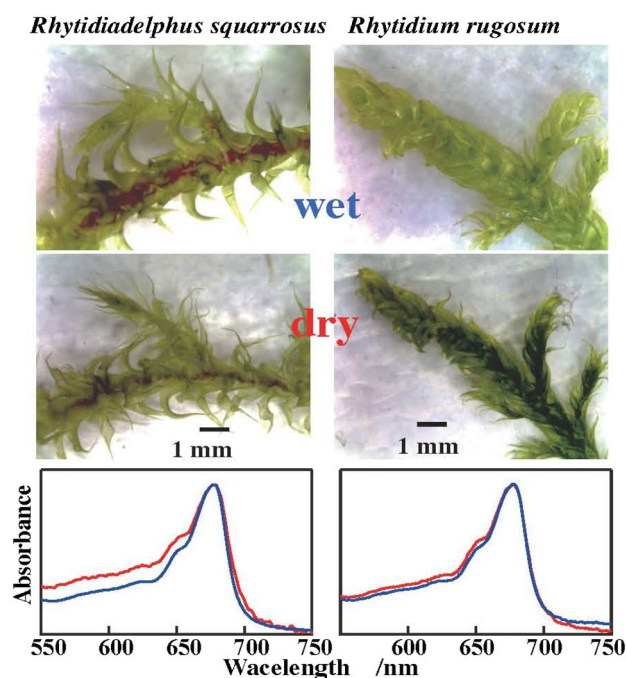 Rhytidiadelphus squarrosus Rhytidium rugosum
wet
dry
1 mm 1 mm
Absorbance
550 600 650 700 750 600 650 700 750
Wacelength /nm